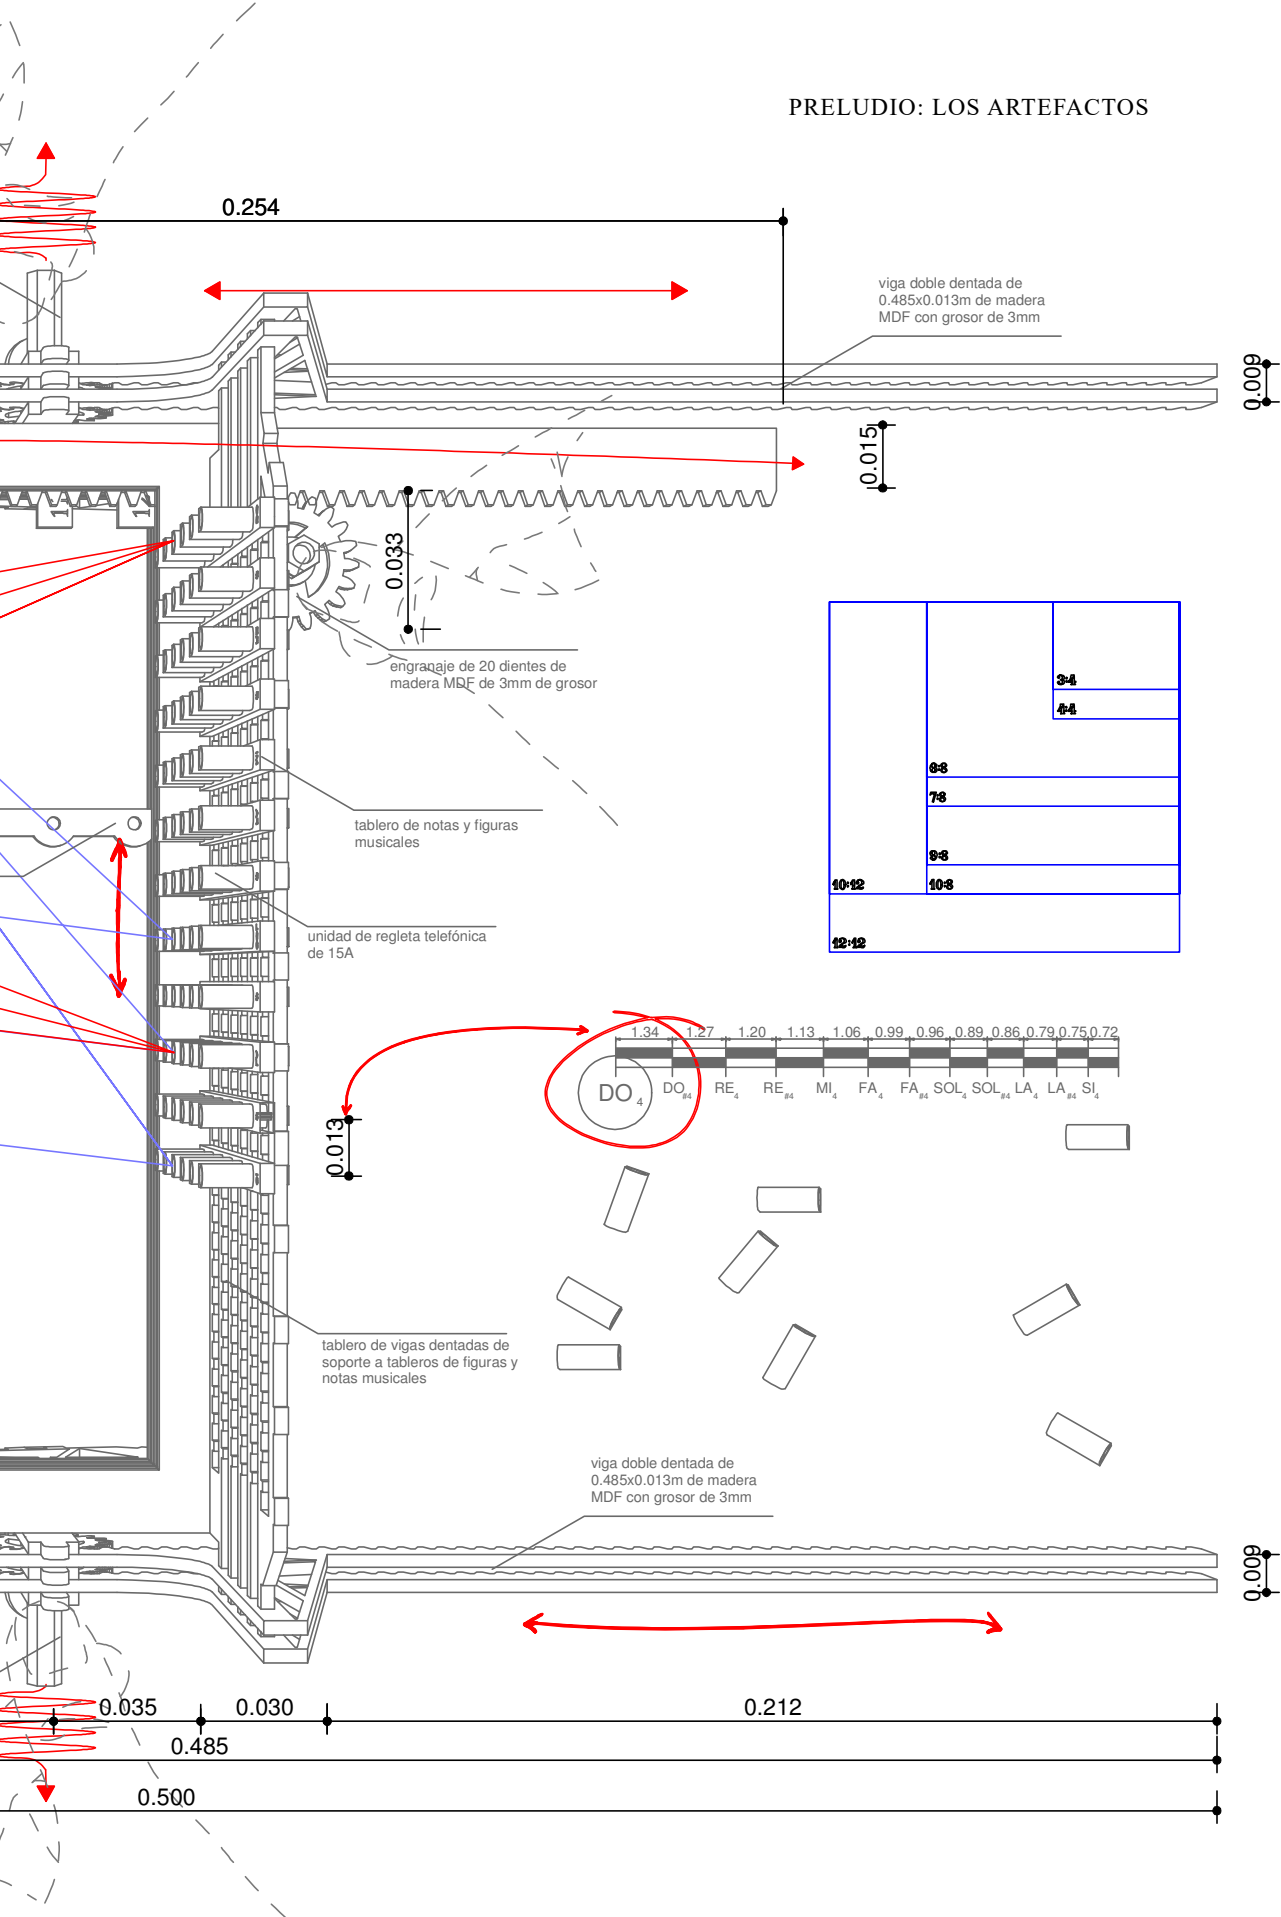 PRELUDIO: LOS ARTEFACTOS
0.254
viga doble dentada de
0.485x0.013m de madera
MDF con grosor de 3mm
0.009
0.015
0.033
engranaje de 20 dientes de
madera MDF de 3mm de grosor
3:4
4:4
6:8
7:8
9:8
10:12
10:8
12:12
tablero de notas y figuras
musicales
unidad de regleta telefónica
de 15A
1.34 1.27 1.20 1.13 1.06 0.99 0.96 0.89 0.86 0.79 0.75 0.72
DO4 DO#4 RE4 RE#4 MI4 FA4 FA#4 SOL4 SOL#4 LA4 LA#4 SI4
0.013
tablero de vigas dentadas de
soporte a tableros de figuras y
notas musicales
viga doble dentada de
0.485x0.013m de madera
MDF con grosor de 3mm
0.009
0.035 0.030 0.212
0.485
0.500